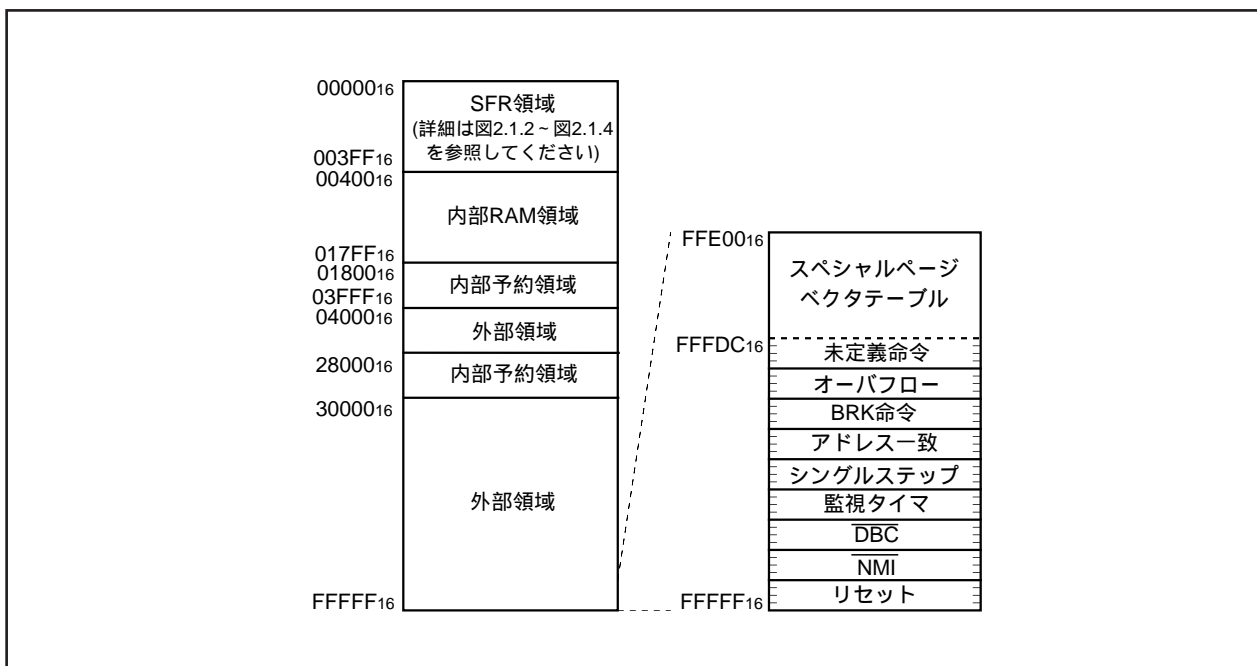 0000016
SFR領域
(詳細は図2.1.2～図2.1.4
を参照してください)
003FF16
0040016
内部RAM領域
017FF16
0180016
内部予約領域
03FFF16
0400016
外部領域
2800016
内部予約領域
3000016
外部領域
FFFFF16
FFE0016
スペシャルページ
ベクタテーブル
FFFDC16
未定義命令
オーバフロー
BRK命令
アドレス一致
シングルステップ
監視タイマ
DBC
NMI
リセット
FFFFF16